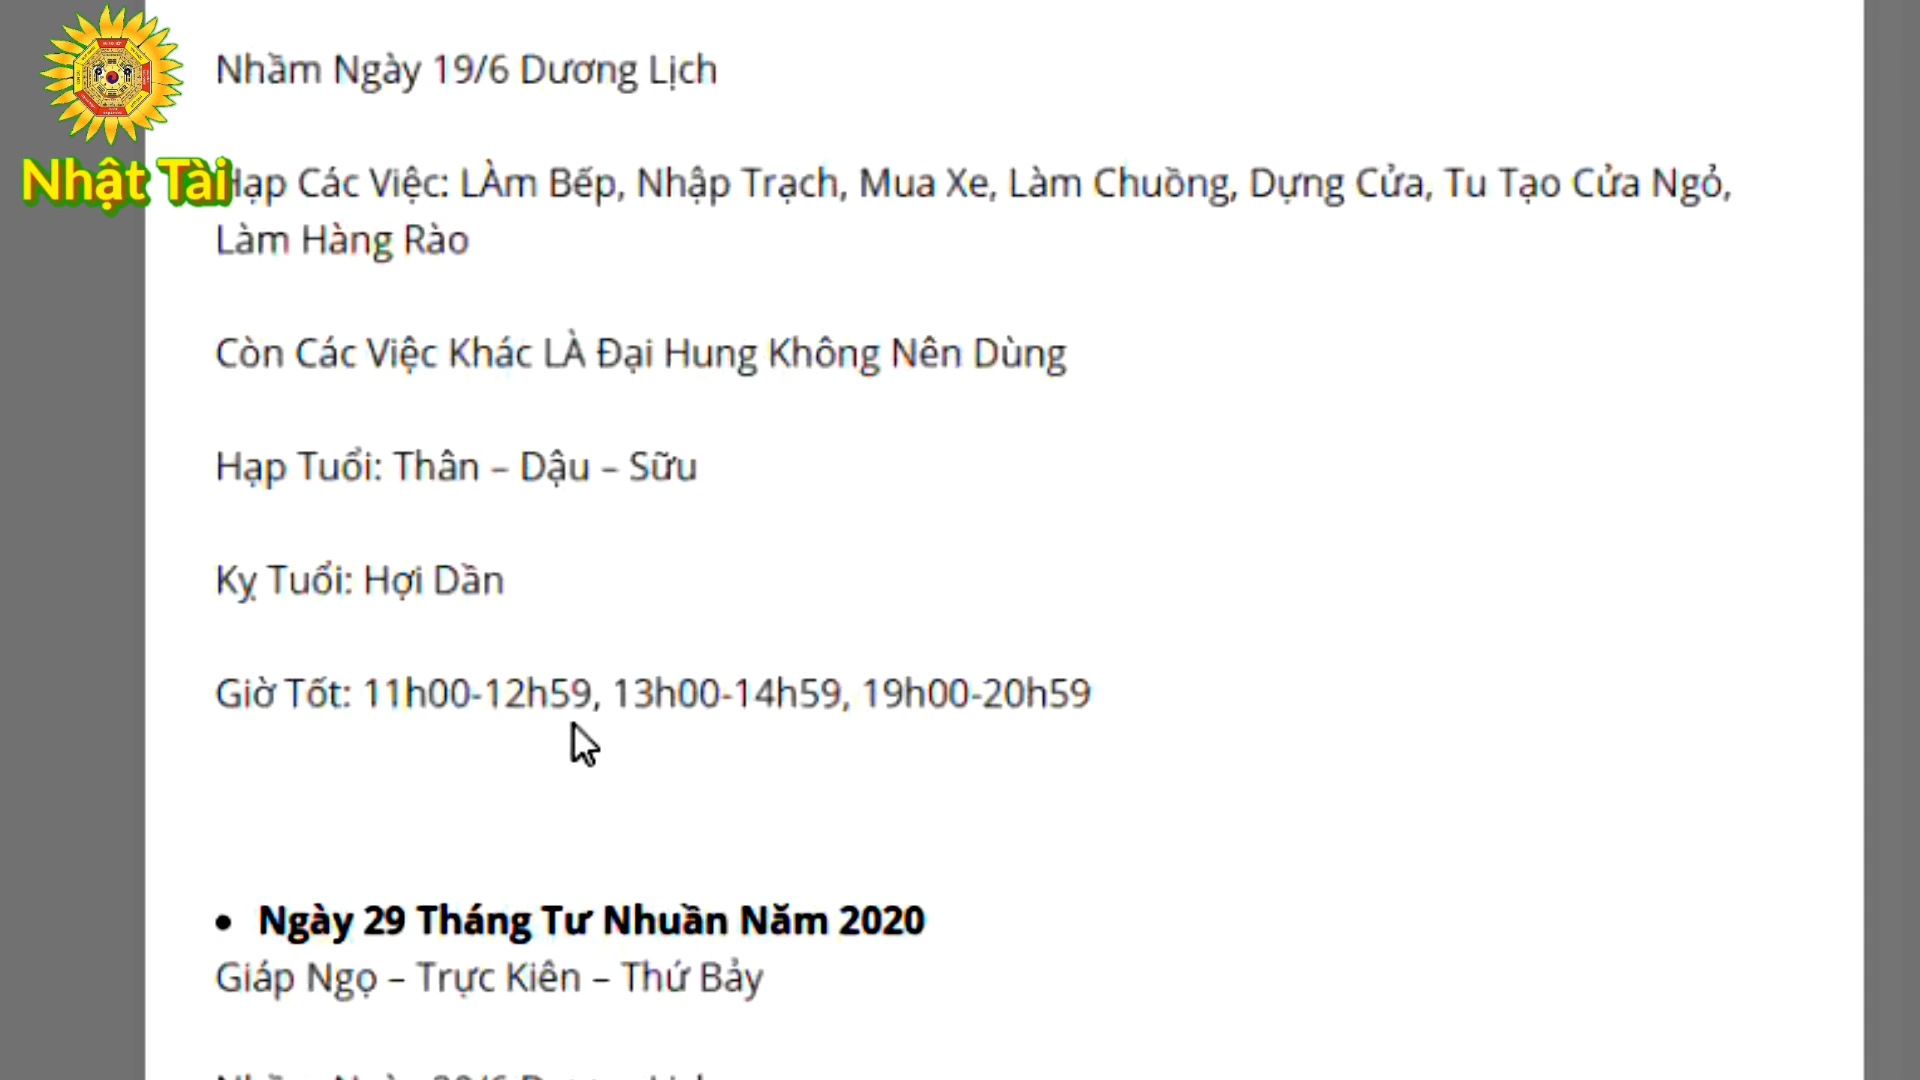 Nhầm Ngày 19/6 Dương Lịch
Nhật Tài
Hạp Các Việc: LÀm Bếp, Nhập Trạch, Mua Xe, Làm Chuồng, Dựng Cửa, Tu Tạo Cửa Ngỏ,
Làm Hàng Rào
Còn Các Việc Khác LÀ Đại Hung Không Nên Dùng
Hạp Tuổi: Thân – Dậu – Sữu
Kỵ Tuổi: Hợi Dần
Giờ Tốt: 11h00-12h59, 13h00-14h59, 19h00-20h59
• Ngày 29 Tháng Tư Nhuần Năm 2020
Giáp Ngọ – Trực Kiên – Thứ Bảy